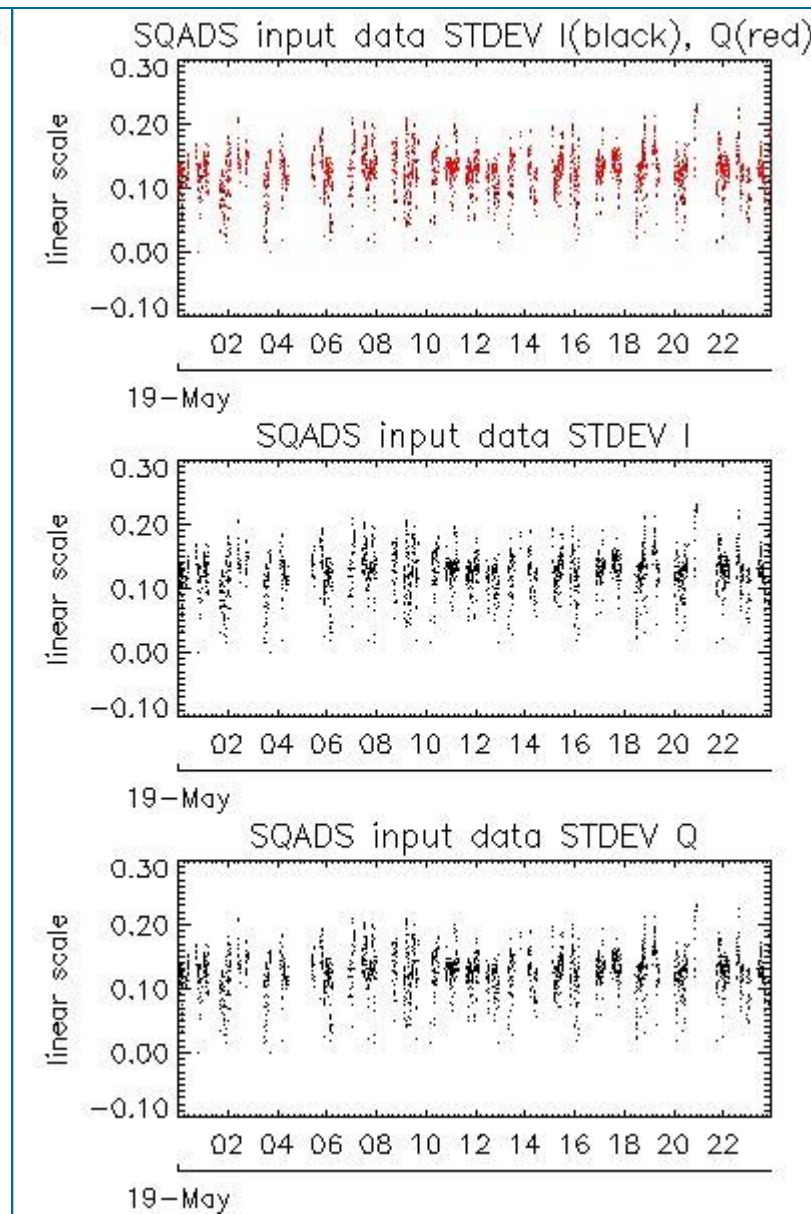 SQADS input data STDEV I(black), Q(red)
0.30
0.20
0.10
0.00
-0.10
linear scale
02 04 06 08 10 12 14 16 18 20 22
19-May
SQADS input data STDEV I
0.30
0.20
0.10
0.00
-0.10
linear scale
02 04 06 08 10 12 14 16 18 20 22
19-May
SQADS input data STDEV Q
0.30
0.20
0.10
0.00
-0.10
linear scale
02 04 06 08 10 12 14 16 18 20 22
19-May